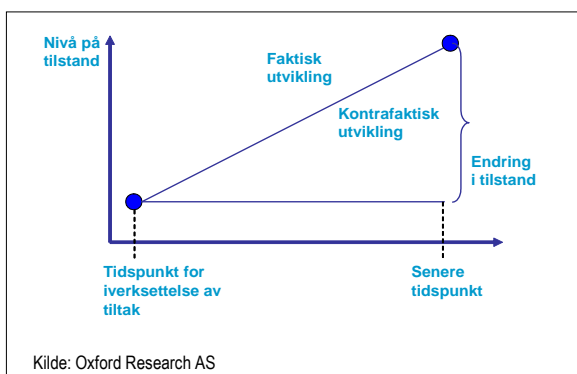 Nivå på
tilstand
Faktisk
utvikling
Kontrafaktisk
utvikling
Endring
i tilstand
Tidspunkt for
iverksettelse av
tiltak
Senere
tidspunkt
Kilde: Oxford Research AS